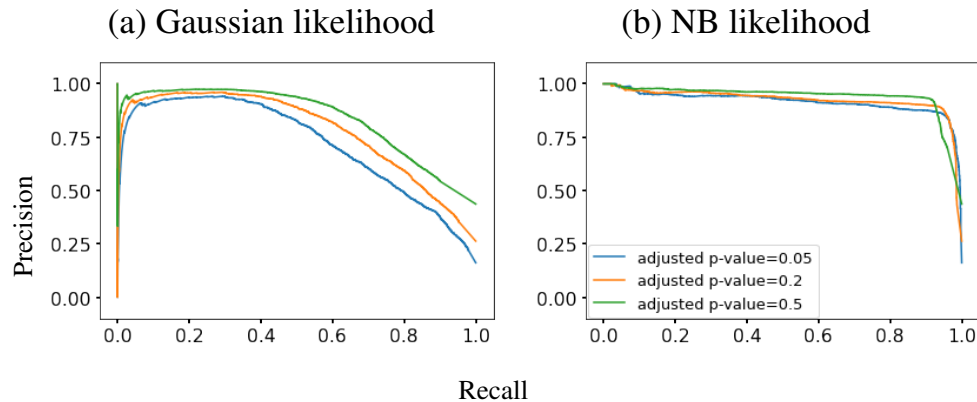 (a) Gaussian likelihood
(b) NB likelihood
Precision
1.00
0.75
0.50
0.25
0.00
0.0 0.2 0.4 0.6 0.8 1.0
1.00
0.75
0.50
0.25
0.00
adjusted p-value=0.05
adjusted p-value=0.2
adjusted p-value=0.5
0.0 0.2 0.4 0.6 0.8 1.0
Recall